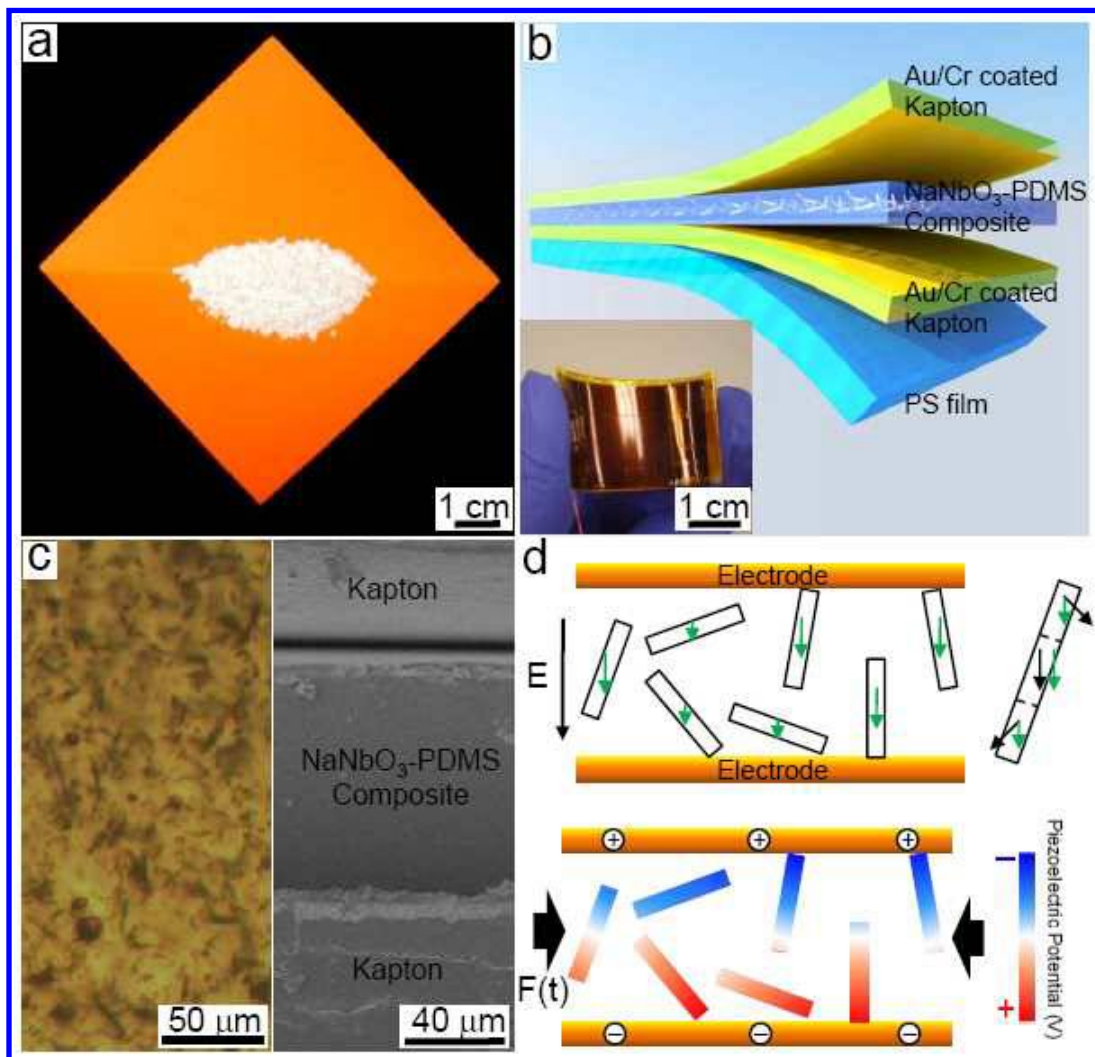 a
1 cm
b
Au/Cr coated
Kapton
NaNbO3-PDMS
Composite
Au/Cr coated
Kapton
PS film
1 cm
c
50 μm
Kapton
NaNbO3-PDMS
Composite
Kapton
40 μm
d
Electrode
E
Electrode
+ + +
F(t)
− − −
−
Piezoelectric Potential (V)
+